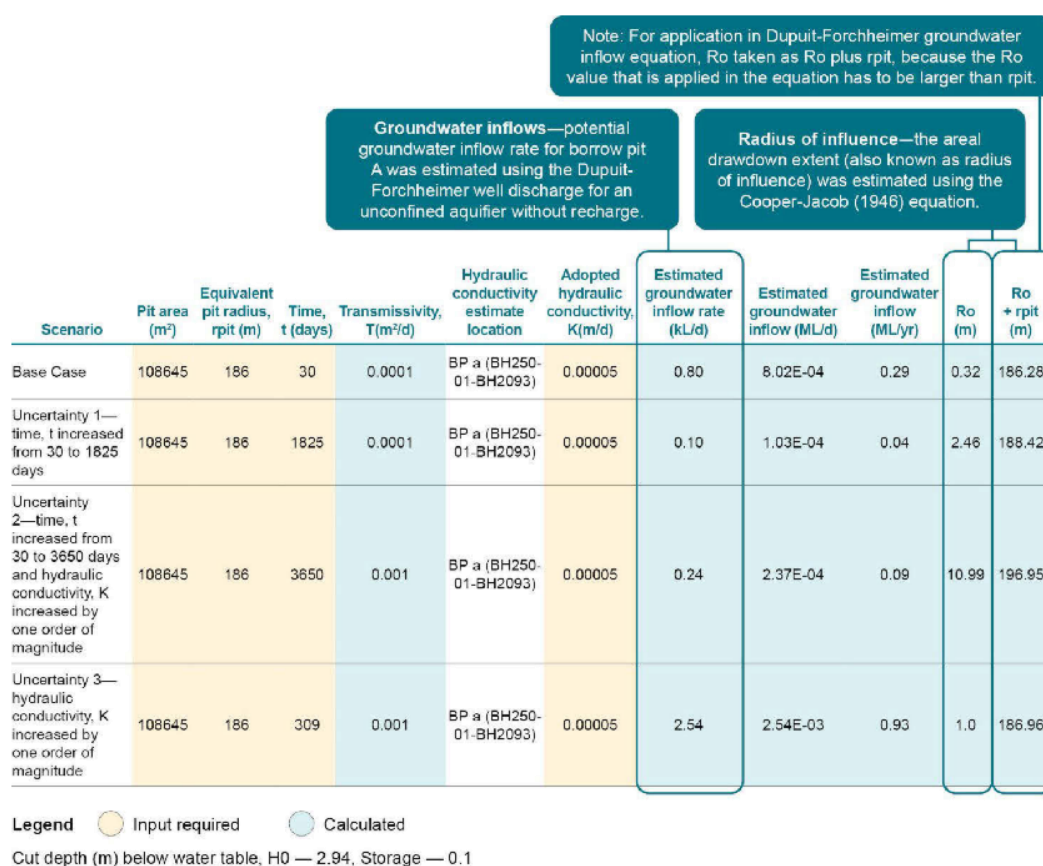 Note: For application in Dupuit-Forchheimer groundwater
inflow equation, Ro taken as Ro plus rpit, because the Ro
value that is applied in the equation has to be larger than rpit.
Groundwater inflows—potential
groundwater inflow rate for borrow pit
A was estimated using the Dupuit-
Forchheimer well discharge for an
unconfined aquifier without recharge.
Radius of influence—the areal
drawdown extent (also known as radius
of influence) was estimated using the
Cooper-Jacob (1946) equation.
Scenario
Pit area
(m²)
Equivalent
pit radius,
rpit (m)
Time,
t (days)
Transmissivity,
T(m²/d)
Hydraulic
conductivity
estimate
location
Adopted
hydraulic
conductivity,
K(m/d)
Estimated
groundwater
inflow rate
(kL/d)
Estimated
groundwater
inflow (ML/d)
Estimated
groundwater
inflow
(ML/yr)
Ro
(m)
Ro
+ rpit
(m)
Base Case
108645
186
30
0.0001
BP a (BH250-
01-BH2093)
0.00005
0.80
8.02E-04
0.29
0.32
186.28
Uncertainty 1—
time, t increased
from 30 to 1825
days
108645
186
1825
0.0001
BP a (BH250-
01-BH2093)
0.00005
0.10
1.03E-04
0.04
2.46
188.42
Uncertainty
2—time, t
increased from
30 to 3650 days
and hydraulic
conductivity, K
increased by
one order of
magnitude
108645
186
3650
0.001
BP a (BH250-
01-BH2093)
0.00005
0.24
2.37E-04
0.09
10.99
196.95
Uncertainty 3—
hydraulic
conductivity, K
increased by
one order of
magnitude
108645
186
309
0.001
BP a (BH250-
01-BH2093)
0.00005
2.54
2.54E-03
0.93
1.0
186.96
Legend
Input required
Calculated
Cut depth (m) below water table, H0 — 2.94, Storage — 0.1